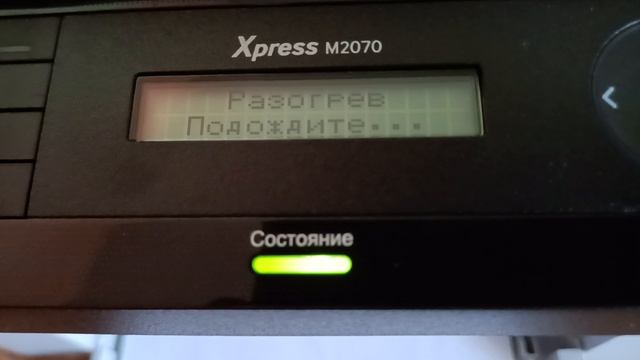 Xpress M2070
Разогрев
Подождите...
Состояние